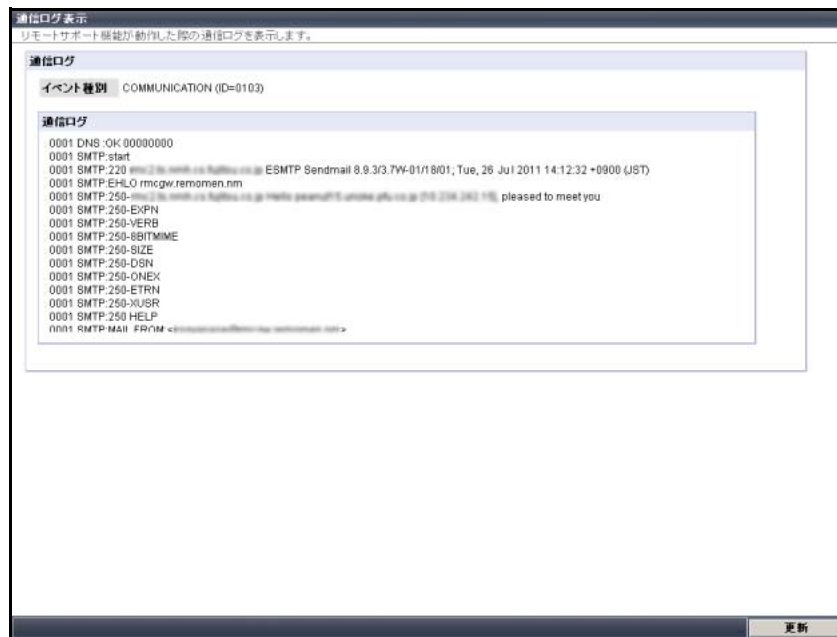 通信ログ表示
リモートサポート機能が動作した際の通信ログを表示します。
通信ログ
イベント種別 COMMUNICATION (ID=0103)
通信ログ
0001 DNS :OK 00000000
0001 SMTP:start
0001 SMTP:220 ESMTP Sendmail 8.9.3/3.7W-01/18/01; Tue, 26 Jul 2011 14:12:32 +0900 (JST)
0001 SMTP:EHLO rmcgw.remomen.nm
0001 SMTP:250- pleased to meet you
0001 SMTP:250-EXPN
0001 SMTP:250-VERB
0001 SMTP:250-8BITMIME
0001 SMTP:250-SIZE
0001 SMTP:250-DSN
0001 SMTP:250-ONEX
0001 SMTP:250-ETRN
0001 SMTP:250-XUSR
0001 SMTP:250 HELP
0001 SMTP:MAIL FROM:< >
更新